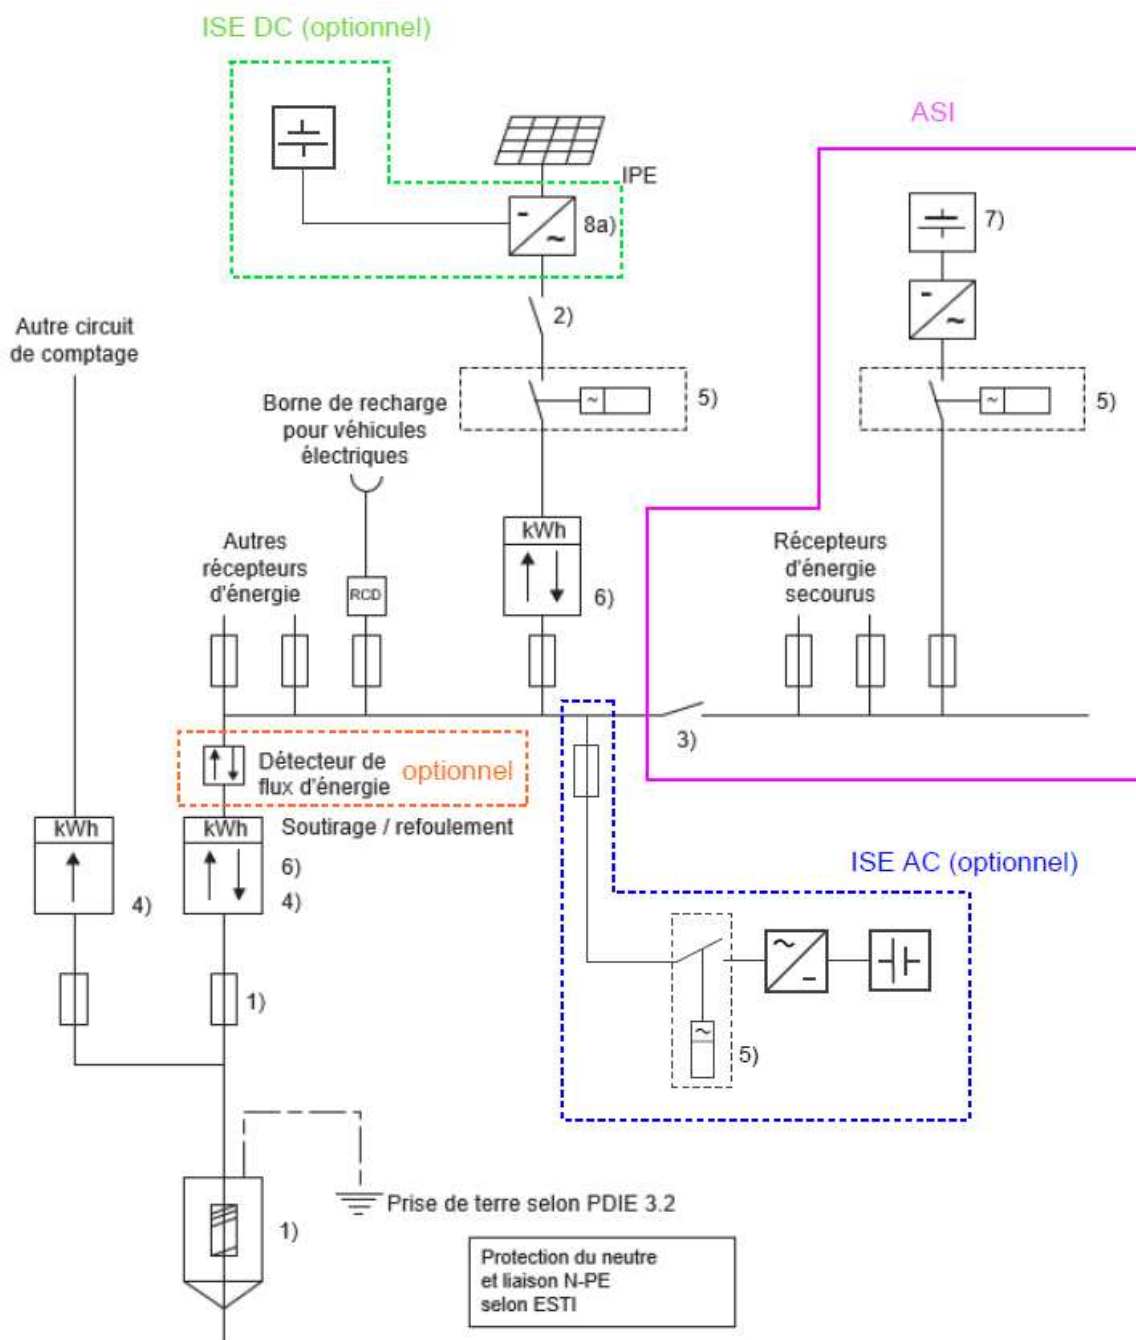 ISE DC (optionnel)
ASI
IPE
-
~
8a)
7)
-
~
2)
Autre circuit
de comptage
~
5)
~
5)
Borne de recharge
pour véhicules
électriques
kWh
6)
Autres
récepteurs
d'énergie
Récepteurs
d'énergie
secourus
RCD
3)
Détecteur de
flux d'énergie
optionnel
kWh
4)
kWh
Soutirage / refoulement
6)
4)
ISE AC (optionnel)
~
-
~
5)
1)
Prise de terre selon PDIE 3.2
1)
Protection du neutre
et liaison N-PE
selon ESTI